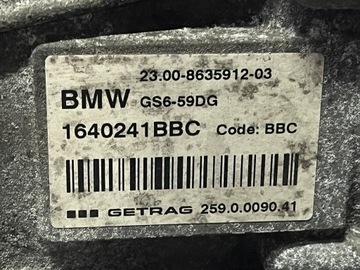 23.00-8635912-03
BMW GS6-59DG
1640241BBC Code: BBC
GETRAG 259.0.0090.41